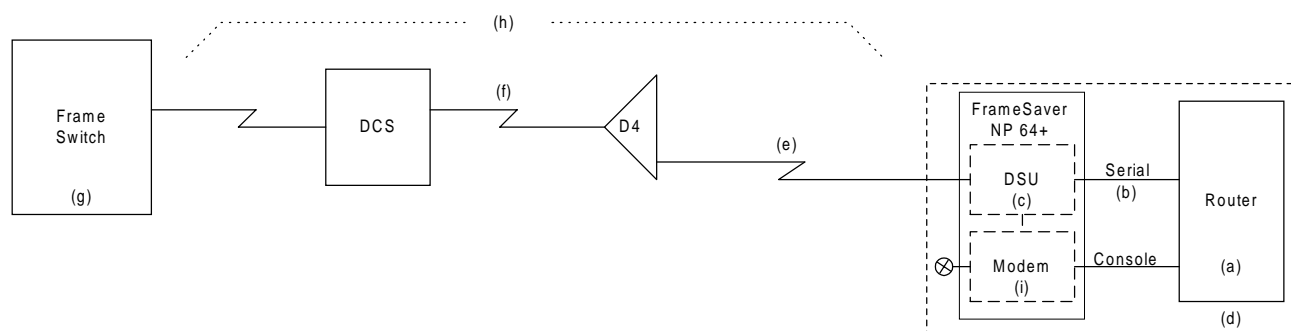 (h)
Frame
Switch
(g)
DCS
(f)
D4
(e)
FrameSaver
NP 64+
DSU
(c)
Serial
(b)
Router
Modem
(i)
Console
(a)
(d)